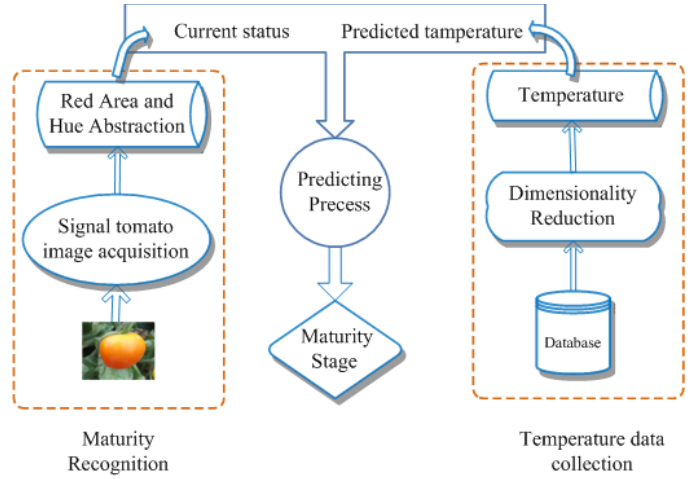 Current status
Predicted tamperature
Red Area and
Hue Abstraction
Temperature
Predicting
Precess
Signal tomato
image acquisition
Dimensionality
Reduction
Maturity
Stage
Database
Maturity
Recognition
Temperature data
collection